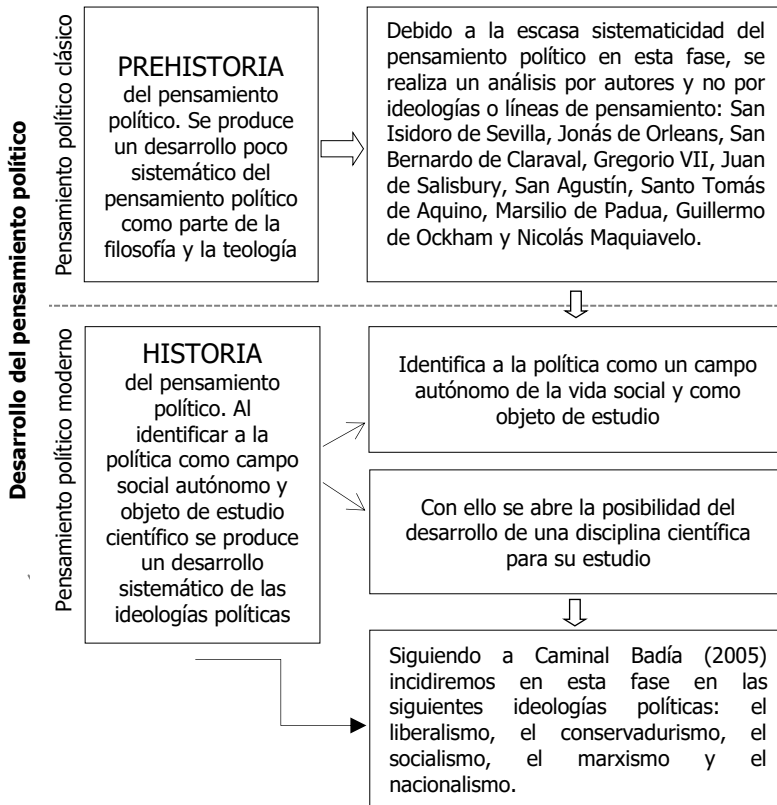 Desarrollo del pensamiento político
Pensamiento político clásico
PREHISTORIA
del pensamiento
político. Se produce
un desarrollo poco
sistemático del
pensamiento político
como parte de la
filosofía y la teología
Debido a la escasa sistematicidad del
pensamiento político en esta fase, se
realiza un análisis por autores y no por
ideologías o líneas de pensamiento: San
Isidoro de Sevilla, Jonás de Orleans, San
Bernardo de Claraval, Gregorio VII, Juan
de Salisbury, San Agustín, Santo Tomás
de Aquino, Marsilio de Padua, Guillermo
de Ockham y Nicolás Maquiavelo.
Pensamiento político moderno
HISTORIA
del pensamiento
político. Al
identificar a la
política como campo
social autónomo y
objeto de estudio
científico se produce
un desarrollo
sistemático de las
ideologías políticas
Identifica a la política como un campo
autónomo de la vida social y como
objeto de estudio
Con ello se abre la posibilidad del
desarrollo de una disciplina científica
para su estudio
Siguiendo a Caminal Badía (2005)
incidiremos en esta fase en las
siguientes ideologías políticas: el
liberalismo, el conservadurismo, el
socialismo, el marxismo y el
nacionalismo.